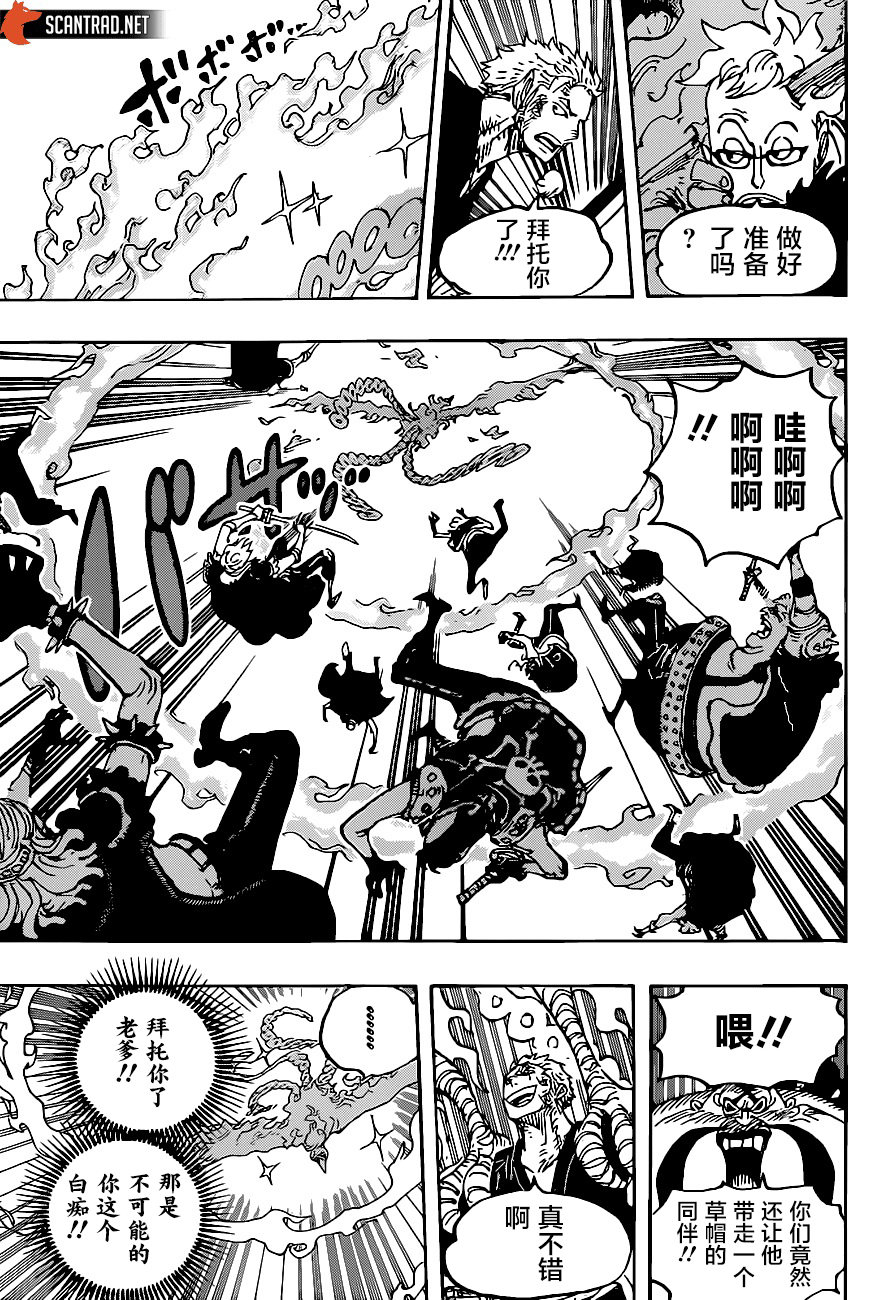 SCANTRAD.NET
做好
准备
了吗
?
拜托你
了!!!
ボボボ
哇啊啊
啊啊啊
!!
バサッ
喂!!
你们竟然
还让他
带走一个
草帽的
同伴!!
真不错
啊
………
拜托你了
老爹!!
那是
不可能的
你这个
白痴!!